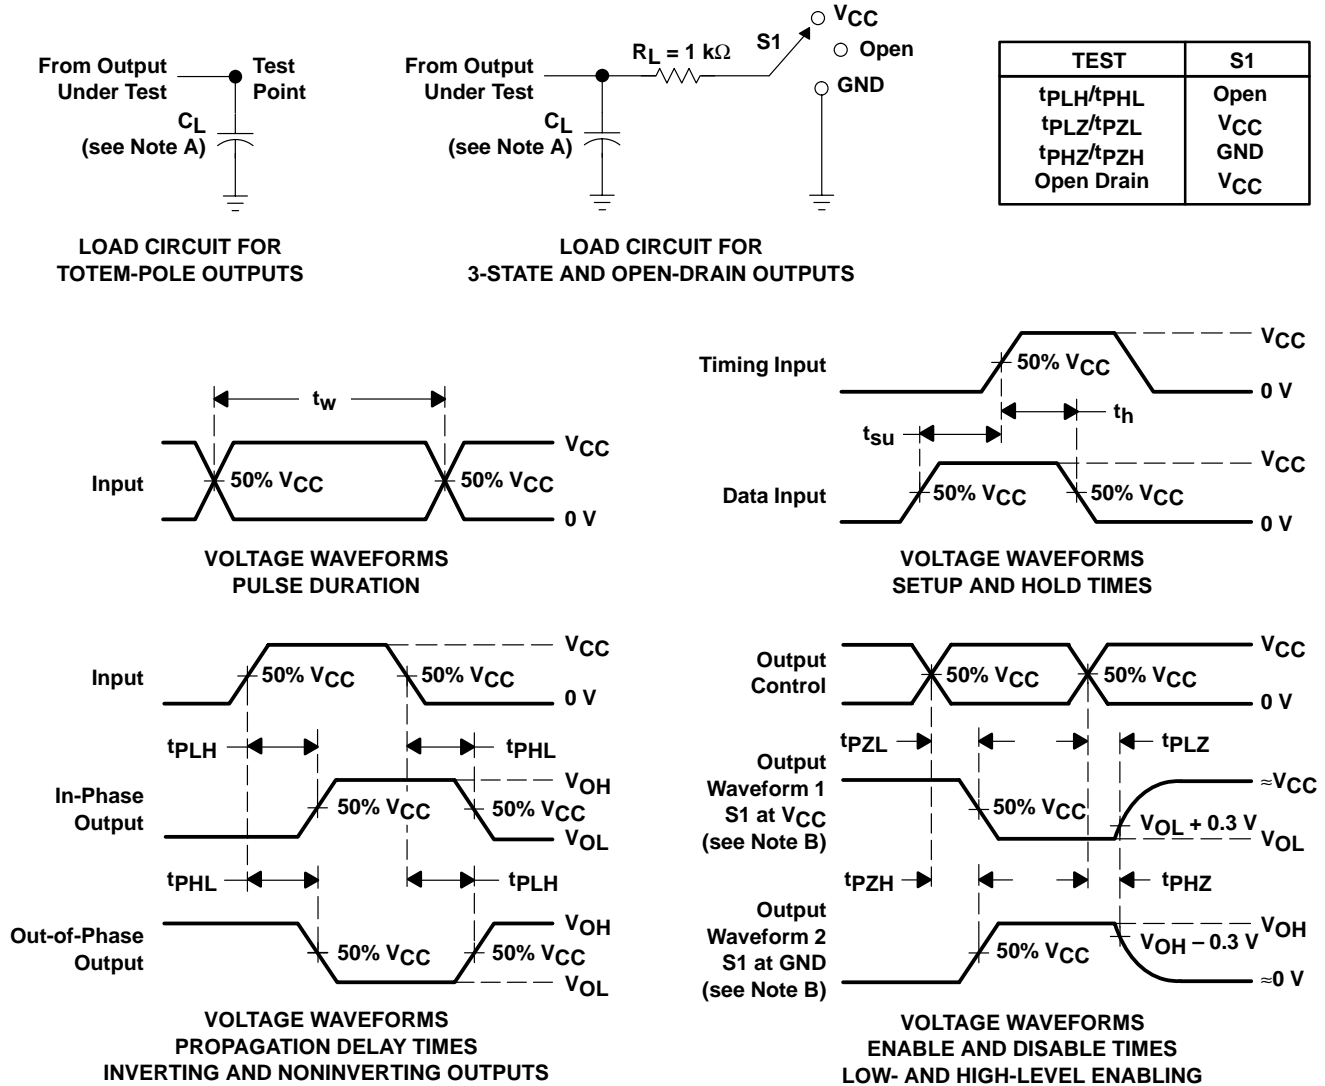 From Output
Under Test
Test
Point
CL
(see Note A)
LOAD CIRCUIT FOR
TOTEM-POLE OUTPUTS
From Output
Under Test
RL = 1 kΩ
S1
VCC
Open
GND
CL
(see Note A)
LOAD CIRCUIT FOR
3-STATE AND OPEN-DRAIN OUTPUTS
TEST S1
tPLH/tPHL Open
tPLZ/tPZL VCC
tPHZ/tPZH GND
Open Drain VCC
tw
Input
50% VCC
50% VCC
VCC
0 V
VOLTAGE WAVEFORMS
PULSE DURATION
Timing Input
50% VCC
VCC
0 V
tsu
th
Data Input
50% VCC
50% VCC
VCC
0 V
VOLTAGE WAVEFORMS
SETUP AND HOLD TIMES
Input
50% VCC
50% VCC
VCC
0 V
tPLH
tPHL
In-Phase
Output
50% VCC
50% VCC
VOH
VOL
tPHL
tPLH
Out-of-Phase
Output
50% VCC
50% VCC
VOH
VOL
VOLTAGE WAVEFORMS
PROPAGATION DELAY TIMES
INVERTING AND NONINVERTING OUTPUTS
Output
Control
50% VCC
50% VCC
VCC
0 V
tPZL
tPLZ
Output
Waveform 1
S1 at VCC
(see Note B)
50% VCC
VOL + 0.3 V
≈VCC
VOL
tPZH
tPHZ
Output
Waveform 2
S1 at GND
(see Note B)
50% VCC
VOH − 0.3 V
VOH
≈0 V
VOLTAGE WAVEFORMS
ENABLE AND DISABLE TIMES
LOW- AND HIGH-LEVEL ENABLING